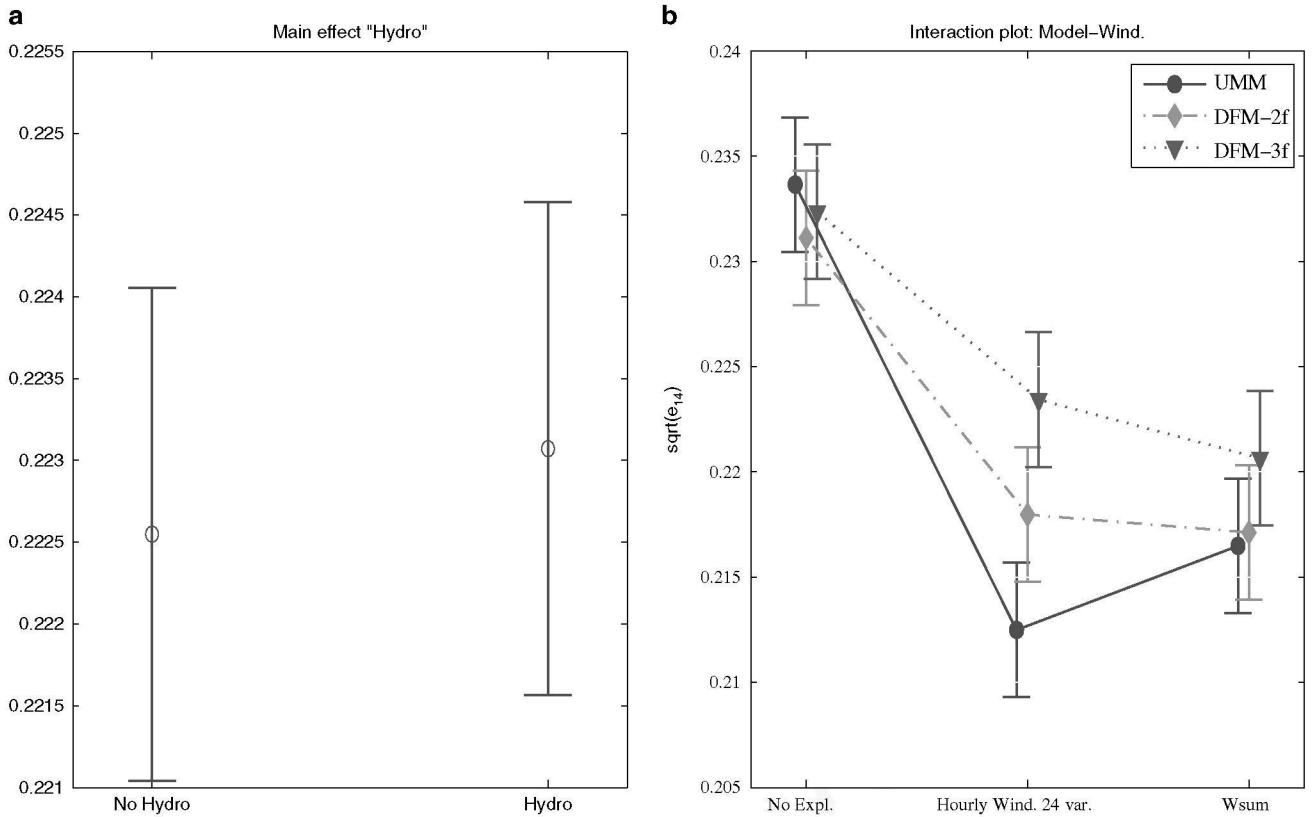 a
Main effect "Hydro"
0.2255
0.225
0.2245
0.224
0.2235
0.223
0.2225
0.222
0.2215
0.221
No Hydro
Hydro
b
Interaction plot: Model–Wind.
0.24
0.235
0.23
0.225
0.22
0.215
0.21
0.205
sqrt(e14)
UMM
DFM–2f
DFM–3f
No Expl.
Hourly Wind. 24 var.
Wsum